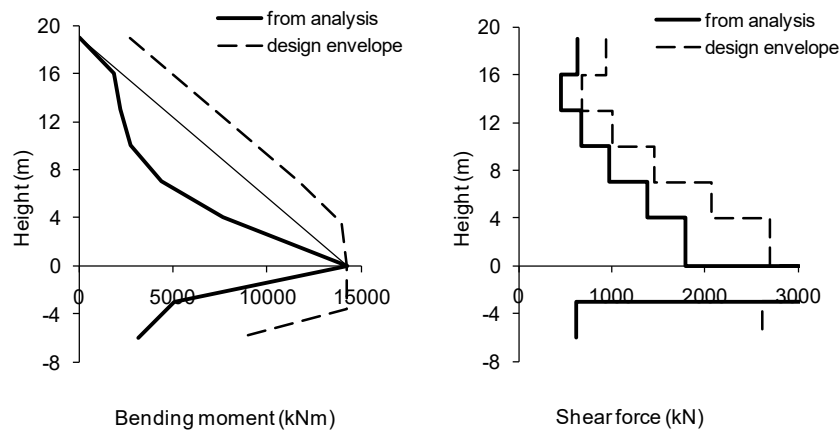 from analysis
design envelope
20
16
12
8
4
0
-4
-8
0 5000 10000 15000
Height (m)
Bending moment (kNm)
from analysis
design envelope
20
16
12
8
4
0
-4
-8
0 1000 2000 3000
Height (m)
Shear force (kN)